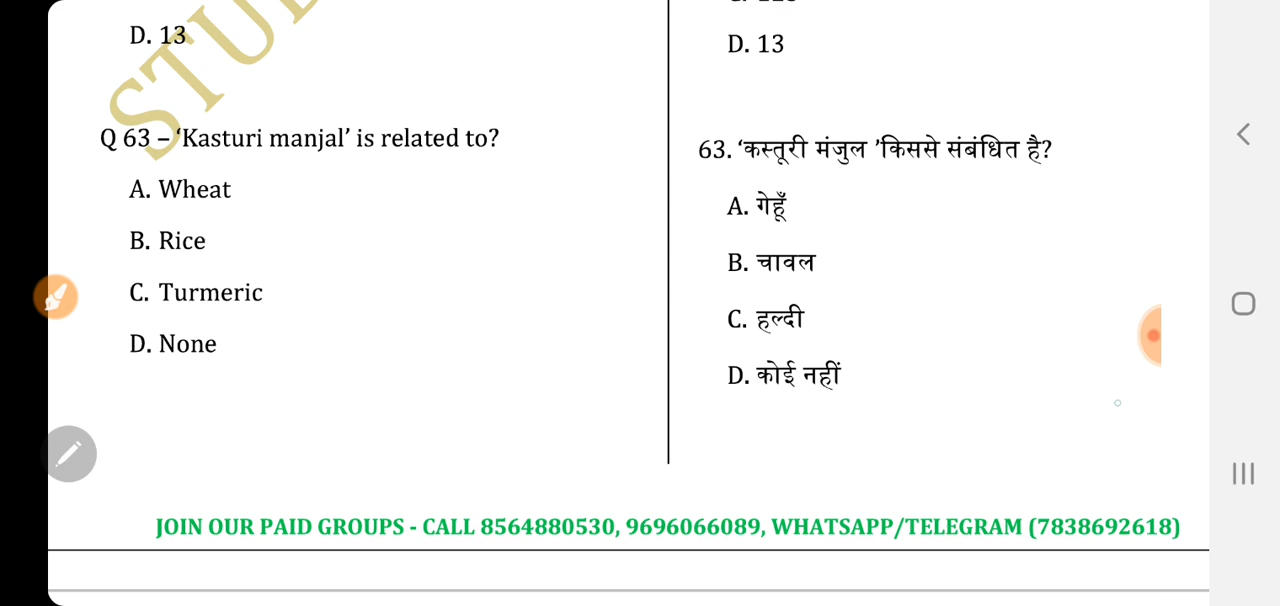 D. 13
Q 63 – ‘Kasturi manjal’ is related to?
A. Wheat
B. Rice
C. Turmeric
D. None
D. 13
63. ‘कस्तूरी मंजुल ’किससे संबंधित है?
A. गेहूँ
B. चावल
C. हल्दी
D. कोई नहीं
JOIN OUR PAID GROUPS - CALL 8564880530, 9696066089, WHATSAPP/TELEGRAM (7838692618)